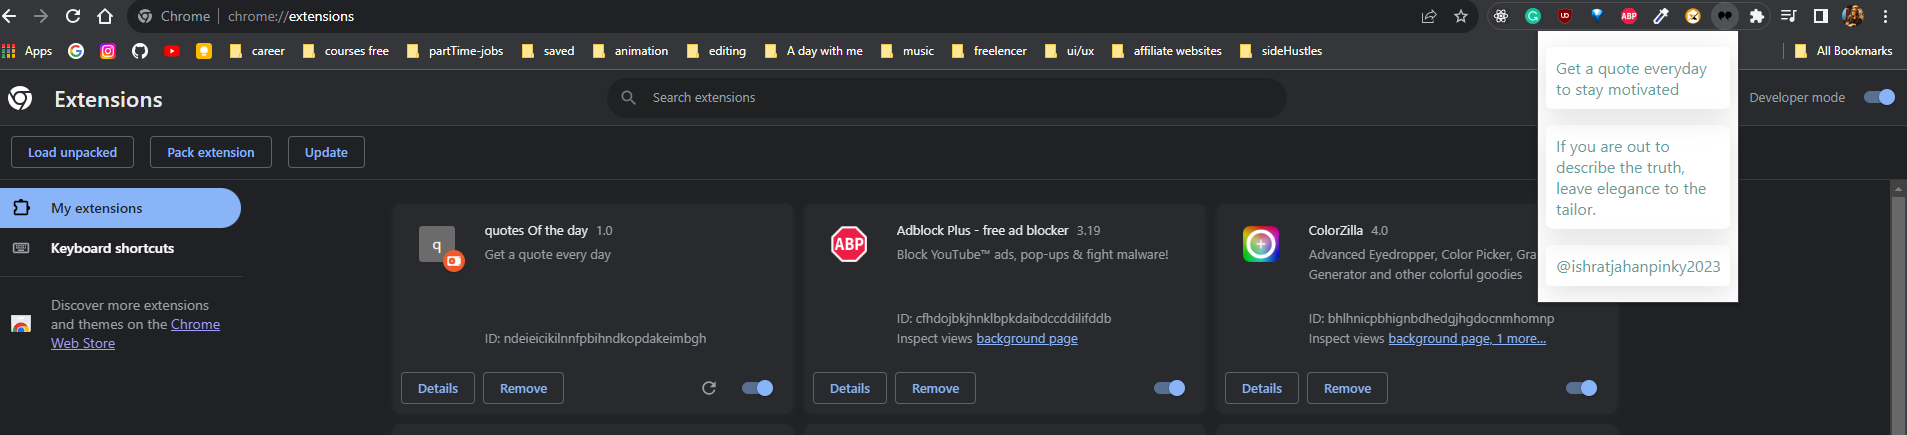 Chrome chrome://extensions
Apps career courses free partTime-jobs saved animation editing A day with me music freelencer ui/ux affiliate websites sideHustles All Bookmarks
Extensions
Search extensions
Developer mode
Load unpacked Pack extension Update
My extensions
Keyboard shortcuts
Discover more extensions
and themes on the Chrome
Web Store
q
quotes Of the day 1.0
Get a quote every day
ID: ndeieicikilnnfpbihndkopdakeimbgh
Details Remove
ABP
Adblock Plus - free ad blocker 3.19
Block YouTube™ ads, pop-ups & fight malware!
ID: cfhdojbkjhnklbpkdaibdccddilifddb
Inspect views background page
Details Remove
ColorZilla 4.0
Advanced Eyedropper, Color Picker, Gra
Generator and other colorful goodies
ID: bhlhnicpbhignbdhedgjhgdocnmhomnp
Inspect views background page, 1 more...
Details Remove
ABP
Get a quote everyday
to stay motivated
If you are out to
describe the truth,
leave elegance to the
tailor.
@ishratjahanpinky2023